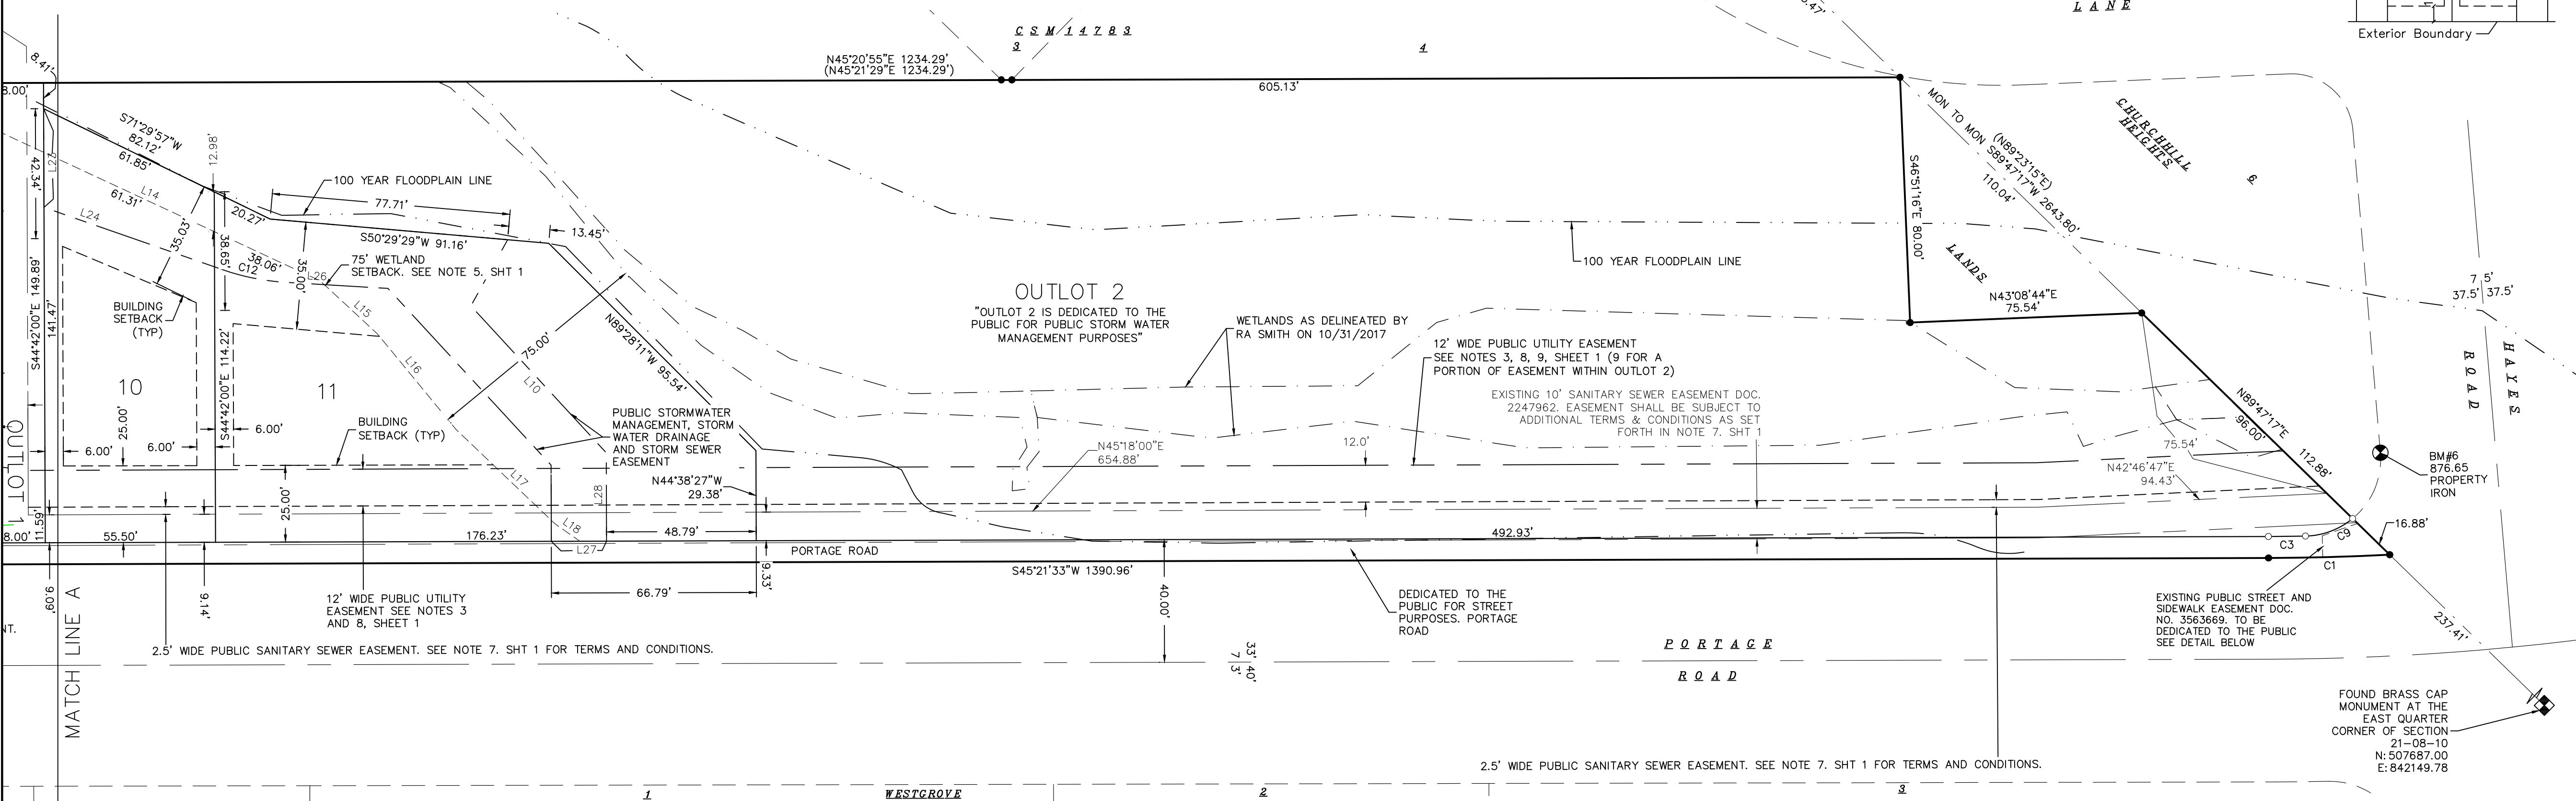 L A N E
Exterior Boundary
C S M 1 4 7 8 3
3
4
N45°20'55"E 1234.29'
(N45°21'29"E 1234.29')
605.13'
8.41'
8.00'
S71°29'57"W
82.12'
61.85'
12.98'
42.34'
L23
L14
61.31'
L24
35.03'
20.27'
38.65'
38.06'
C12
100 YEAR FLOODPLAIN LINE
77.71'
S50°29'29"W 91.16'
13.45'
35.00'
L26
75' WETLAND
SETBACK. SEE NOTE 5. SHT 1
L15
L16
L17
L18
75.00'
L10
N89°28'11"W 95.54'
S44°42'00"E 149.89'
141.47'
BUILDING
SETBACK
(TYP)
S44°42'00"E 114.22'
10
11
25.00'
6.00'
6.00'
6.00'
BUILDING
SETBACK (TYP)
PUBLIC STORMWATER
MANAGEMENT, STORM
WATER DRAINAGE
AND STORM SEWER
EASEMENT
N44°38'27"W
29.38'
L28
OUTLOT 1
11.59'
8.00'
55.50'
25.00'
176.23'
48.79'
L27
PORTAGE ROAD
66.79'
9.33'
9.09'
9.14'
MATCH LINE A
NT.
12' WIDE PUBLIC UTILITY
EASEMENT SEE NOTES 3
AND 8, SHEET 1
2.5' WIDE PUBLIC SANITARY SEWER EASEMENT. SEE NOTE 7. SHT 1 FOR TERMS AND CONDITIONS.
OUTLOT 2
"OUTLOT 2 IS DEDICATED TO THE
PUBLIC FOR PUBLIC STORM WATER
MANAGEMENT PURPOSES"
WETLANDS AS DELINEATED BY
RA SMITH ON 10/31/2017
100 YEAR FLOODPLAIN LINE
12' WIDE PUBLIC UTILITY EASEMENT
SEE NOTES 3, 8, 9, SHEET 1 (9 FOR A
PORTION OF EASEMENT WITHIN OUTLOT 2)
EXISTING 10' SANITARY SEWER EASEMENT DOC.
2247962. EASEMENT SHALL BE SUBJECT TO
ADDITIONAL TERMS & CONDITIONS AS SET
FORTH IN NOTE 7. SHT 1
N45°18'00"E
654.88'
12.0'
492.93'
S45°21'33"W 1390.96'
40.00'
33' 40'
7' 3'
DEDICATED TO THE
PUBLIC FOR STREET
PURPOSES. PORTAGE
ROAD
P O R T A G E
R O A D
S46°51'16"E 80.00'
MON TO MON S89°47'17"W 2643.80'
(N89°23'15"E)
110.04'
CHURCHHILL
HEIGHTS
6
LANDS
N43°08'44"E
75.54'
N89°47'17"E
96.00'
112.88'
75.54'
N42°46'47"E
94.43'
7.5'
37.5' 37.5'
H A Y E S
R O A D
BM#6
876.65
PROPERTY
IRON
16.88'
C3
C9
C1
EXISTING PUBLIC STREET AND
SIDEWALK EASEMENT DOC.
NO. 3563669. TO BE
DEDICATED TO THE PUBLIC
SEE DETAIL BELOW
237.41'
FOUND BRASS CAP
MONUMENT AT THE
EAST QUARTER
CORNER OF SECTION
21-08-10
N: 507687.00
E: 842149.78
2.5' WIDE PUBLIC SANITARY SEWER EASEMENT. SEE NOTE 7. SHT 1 FOR TERMS AND CONDITIONS.
1
WESTGROVE
2
3